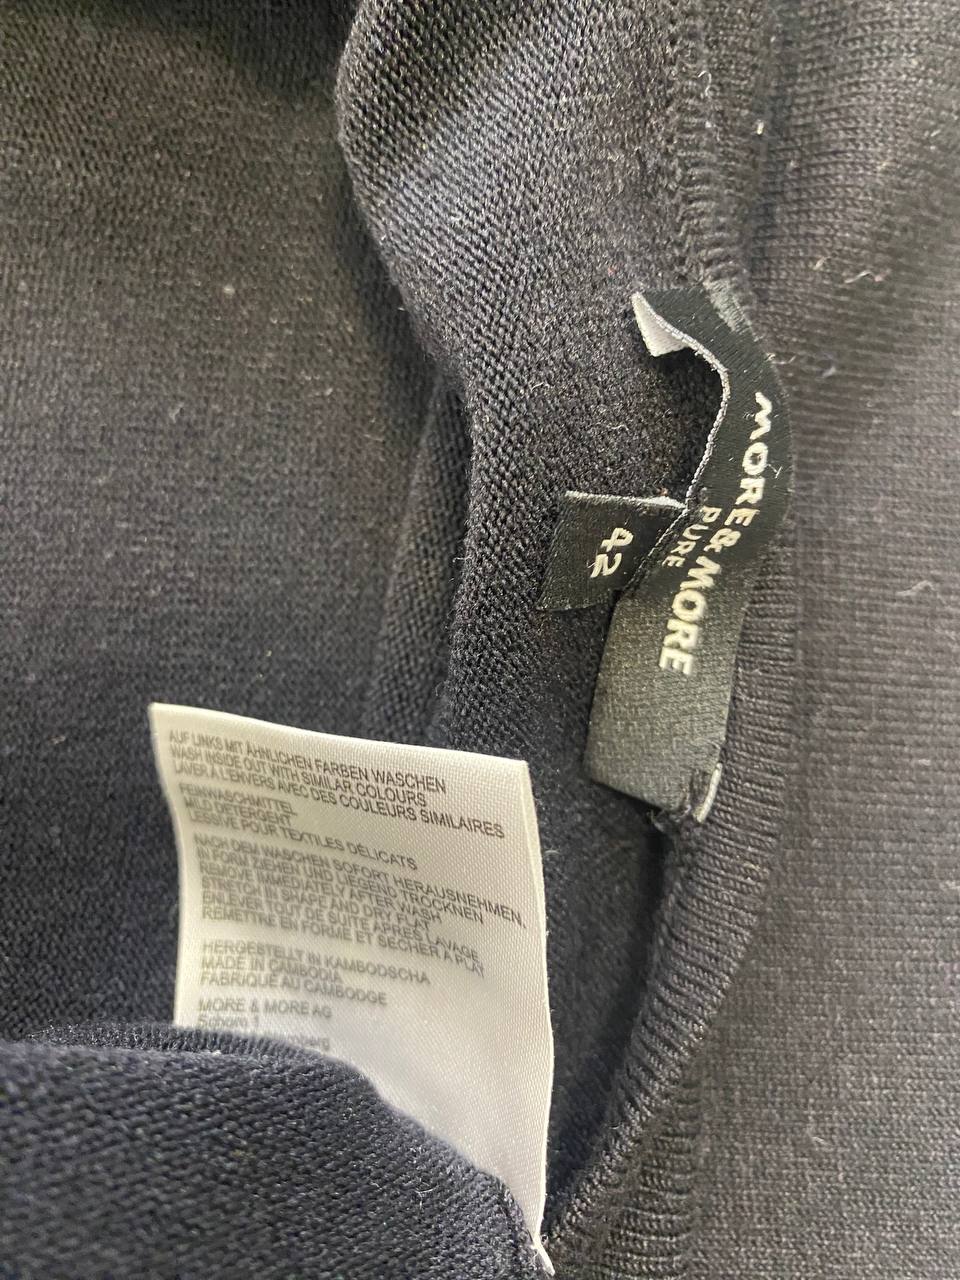 MORE & MORE
PURE
42
AUF LINKS MIT ÄHNLICHEN FARBEN WASCHEN
WASH INSIDE OUT WITH SIMILAR COLOURS
LAVER À L'ENVERS AVEC DES COULEURS SIMILAIRES
FEINWASCHMITTEL
MILD DETERGENT
LESSIVE POUR TEXTILES DÉLICATS
NACH DEM WASCHEN SOFORT HERAUSNEHMEN,
IN FORM ZIEHEN UND LIEGEND TROCKNEN
REMOVE IMMEDIATELY AFTER WASH
STRETCH IN SHAPE AND DRY FLAT
ENLEVER TOUT DE SUITE APRÈS LAVAGE
REMETTRE EN FORME ET SÉCHER À PLAT
HERGESTELLT IN KAMBODSCHA
MADE IN CAMBODIA
FABRIQUÉ AU CAMBODGE
MORE & MORE AG
1